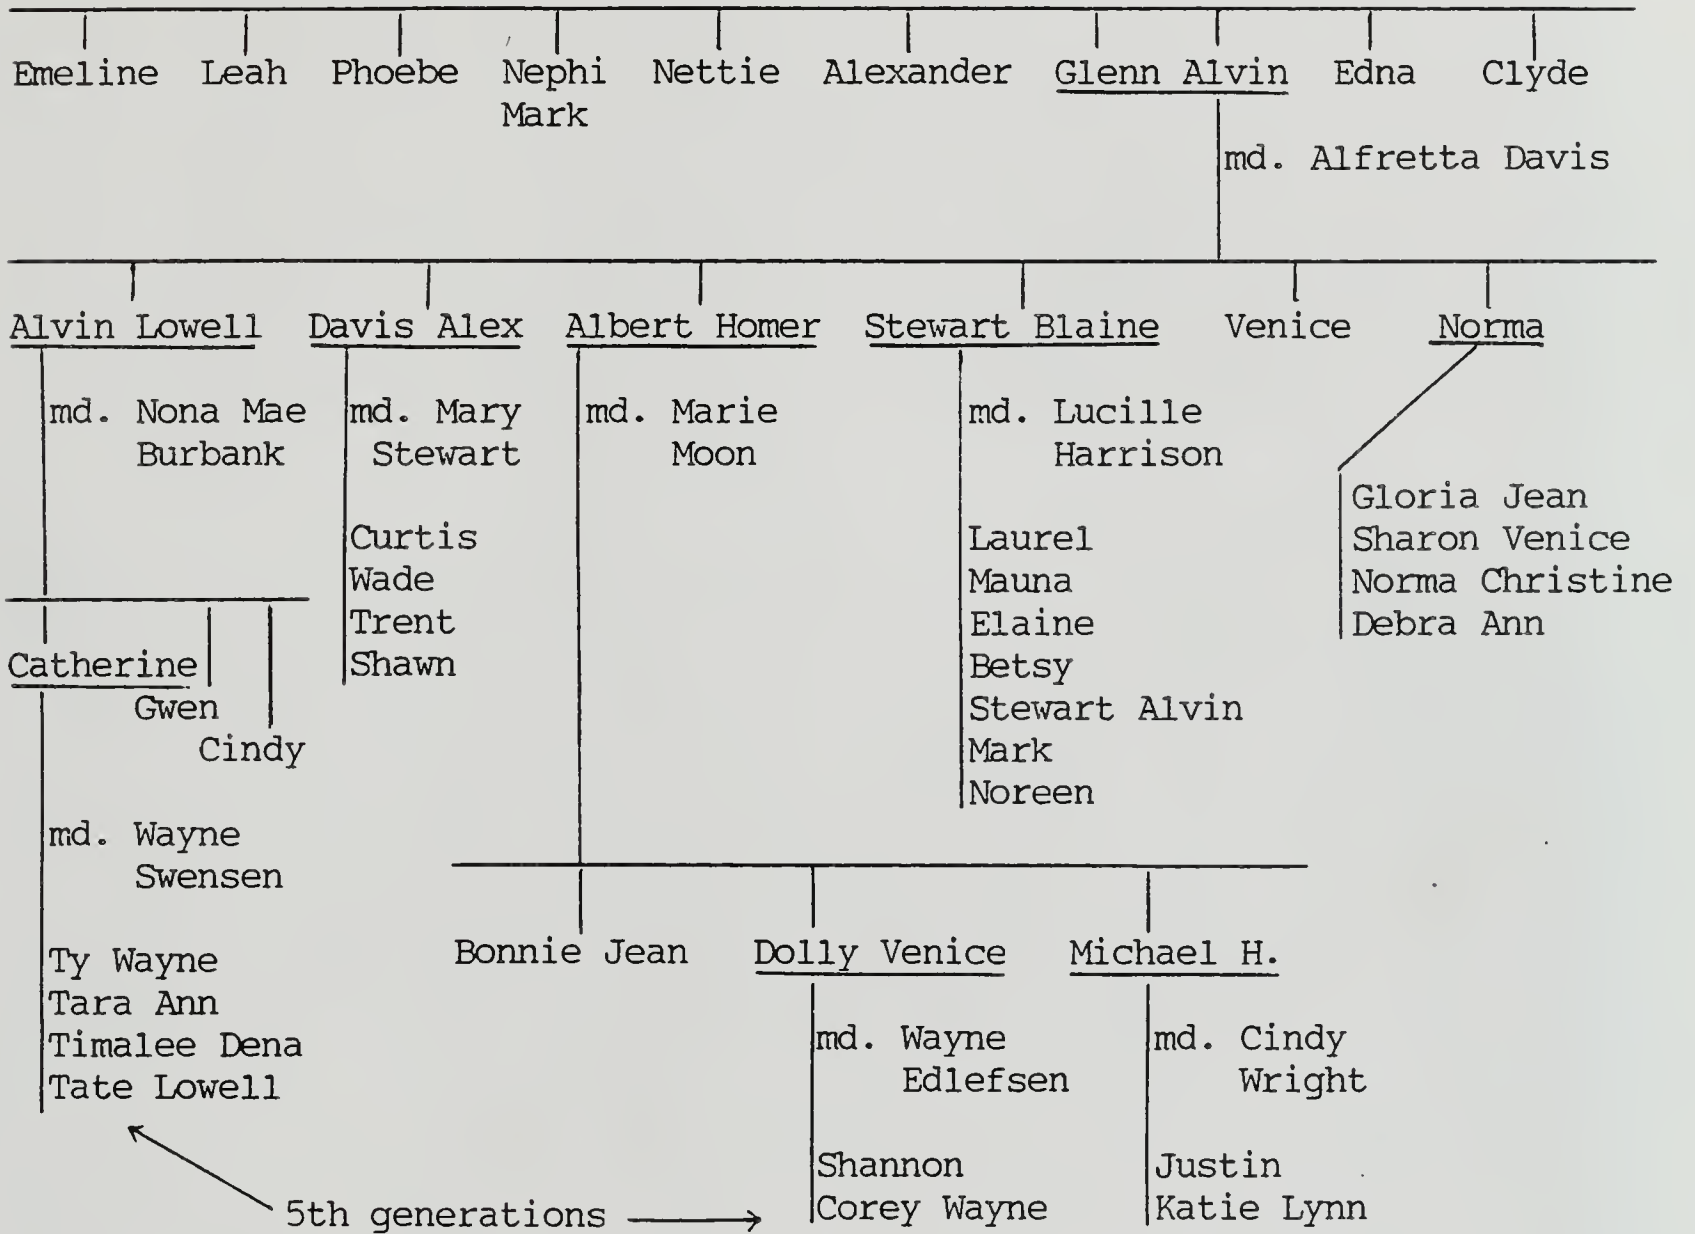 Emeline Leah Phoebe Nephi Nettie Alexander Glenn Alvin Edna Clyde
Mark
md. Alfretta Davis
Alvin Lowell Davis Alex Albert Homer Stewart Blaine Venice Norma
md. Nona Mae
Burbank
md. Mary
Stewart
md. Marie
Moon
md. Lucille
Harrison
Gloria Jean
Sharon Venice
Norma Christine
Debra Ann
Curtis
Wade
Trent
Shawn
Laurel
Mauna
Elaine
Betsy
Stewart Alvin
Mark
Noreen
Catherine
Gwen
Cindy
md. Wayne
Swensen
Ty Wayne
Tara Ann
Timalee Dena
Tate Lowell
Bonnie Jean Dolly Venice Michael H.
md. Wayne
Edlefsen
md. Cindy
Wright
Shannon
Corey Wayne
Justin
Katie Lynn
5th generations